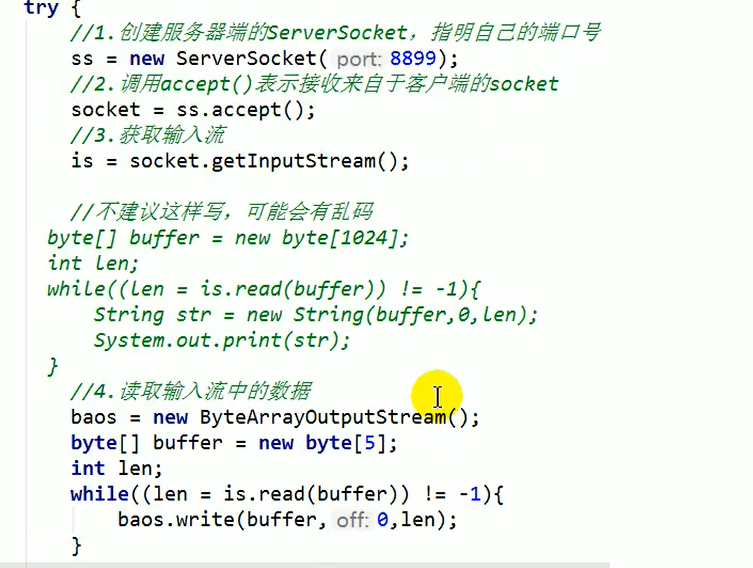 try {
//1.创建服务器端的ServerSocket，指明自己的端口号
ss = new ServerSocket( port: 8899);
//2.调用accept()表示接收来自于客户端的socket
socket = ss.accept();
//3.获取输入流
is = socket.getInputStream();
//不建议这样写，可能会有乱码
byte[] buffer = new byte[1024];
int len;
while((len = is.read(buffer)) != -1){
String str = new String(buffer,0,len);
System.out.print(str);
}
//4.读取输入流中的数据
baos = new ByteArrayOutputStream();
byte[] buffer = new byte[5];
int len;
while((len = is.read(buffer)) != -1){
baos.write(buffer, off: 0,len);
}